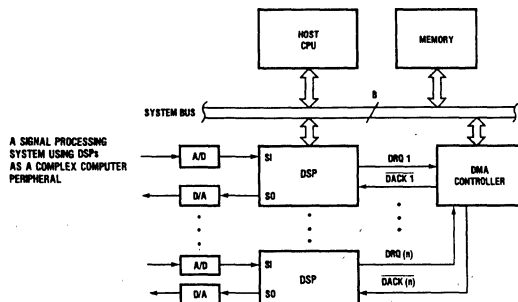 HOST
CPU
MEMORY
8
SYSTEM BUS
A SIGNAL PROCESSING
SYSTEM USING DSPs
AS A COMPLEX COMPUTER
PERIPHERAL
A/D
SI
DSP
DRQ 1
DACK 1
DMA
CONTROLLER
D/A
SO
A/D
SI
DSP
DRQ (n)
DACK (n)
D/A
SO